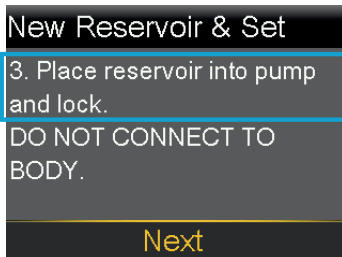 New Reservoir & Set
3. Place reservoir into pump
and lock.
DO NOT CONNECT TO
BODY.
Next